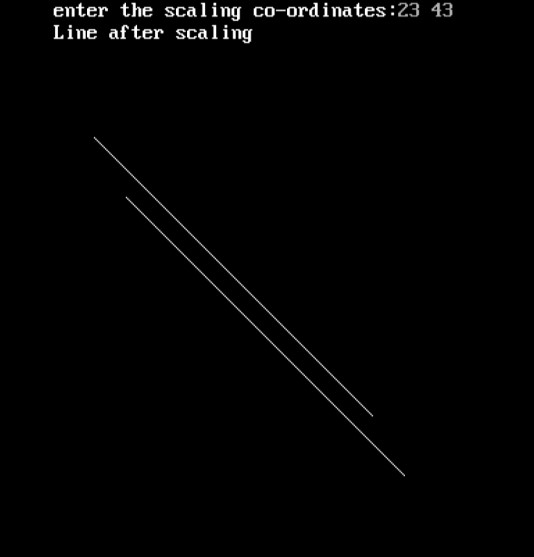 enter the scaling co-ordinates:23 43
Line after scaling